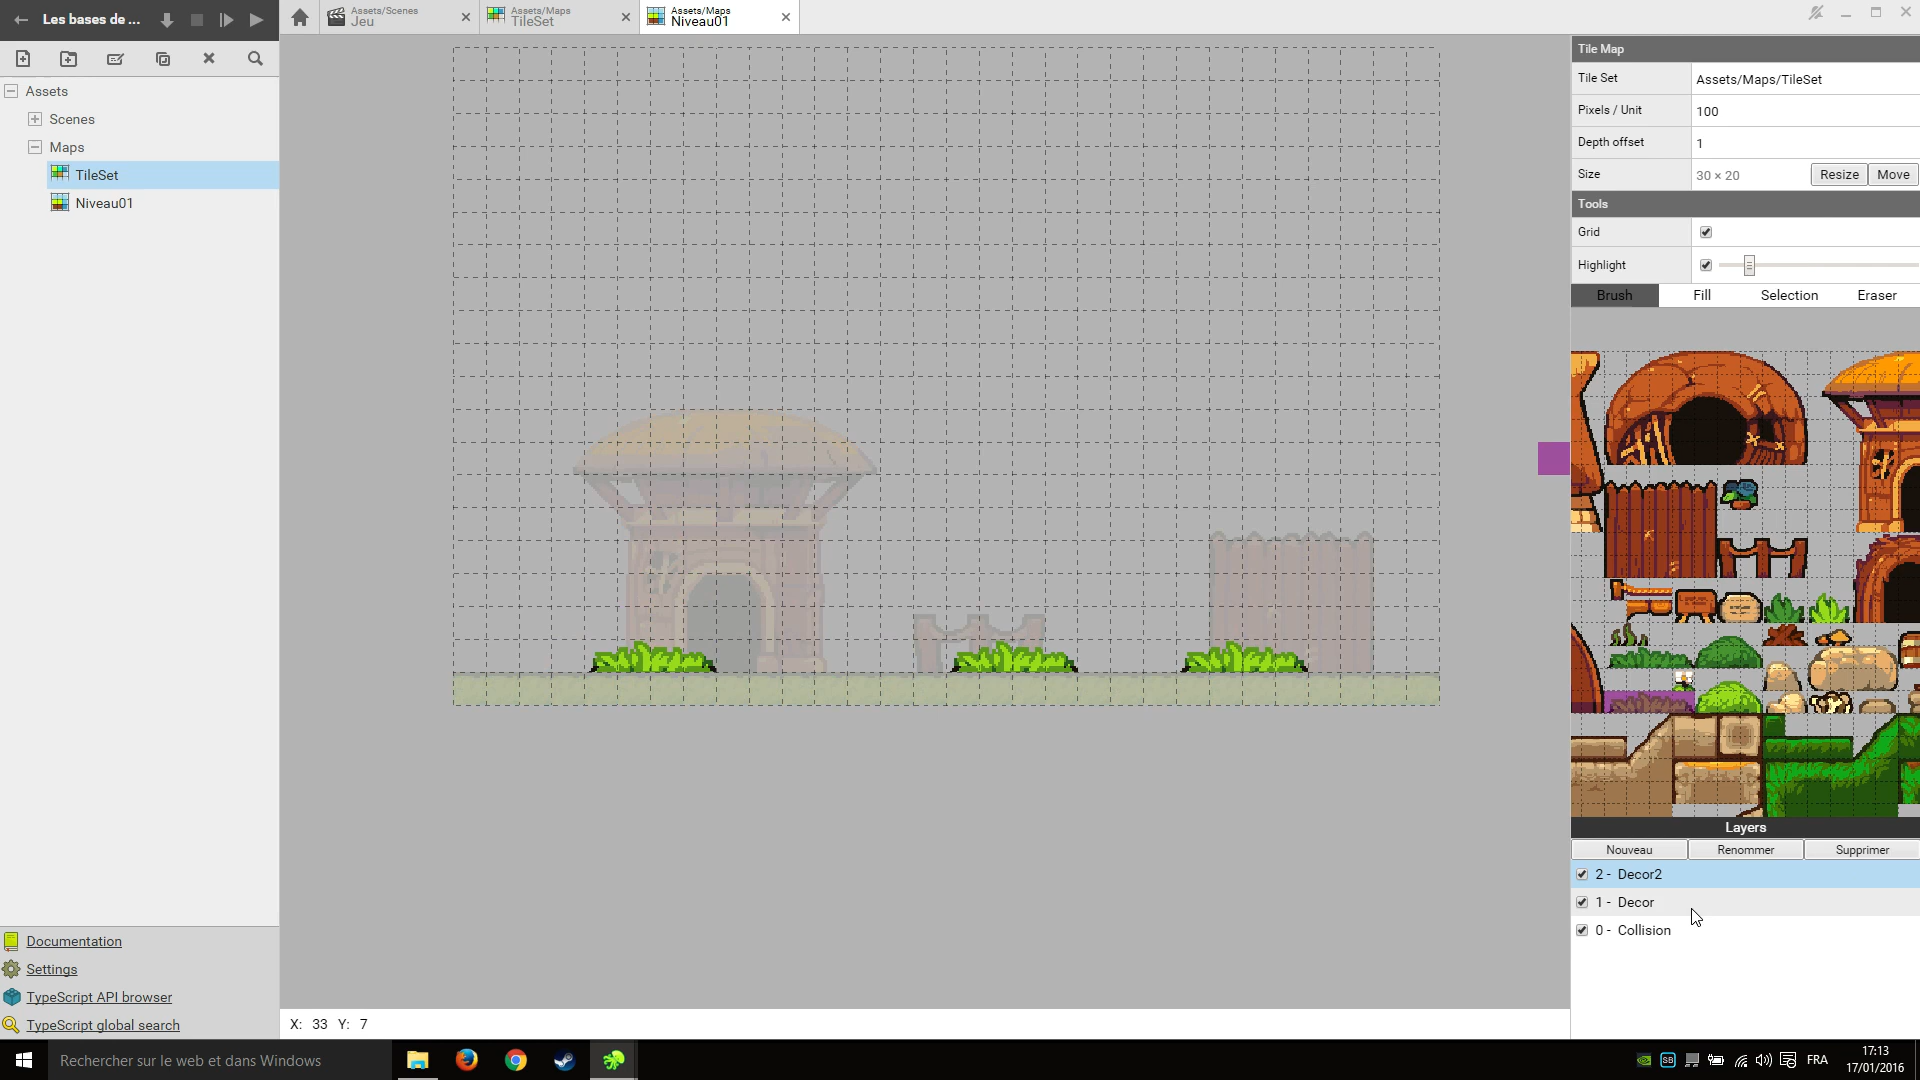 Les bases de ...
Assets/Scenes
Jeu
Assets/Maps
TileSet
Assets/Maps
Niveau01
Assets
Scenes
Maps
TileSet
Niveau01
Documentation
Settings
TypeScript API browser
TypeScript global search
X: 33 Y: 7
Tile Map
Tile Set
Assets/Maps/TileSet
Pixels / Unit
100
Depth offset
1
Size
30 × 20
Resize
Move
Tools
Grid
Highlight
Brush
Fill
Selection
Eraser
Layers
Nouveau
Renommer
Supprimer
2 - Decor2
1 - Decor
0 - Collision
Rechercher sur le web et dans Windows
SB
FRA
17:13
17/01/2016